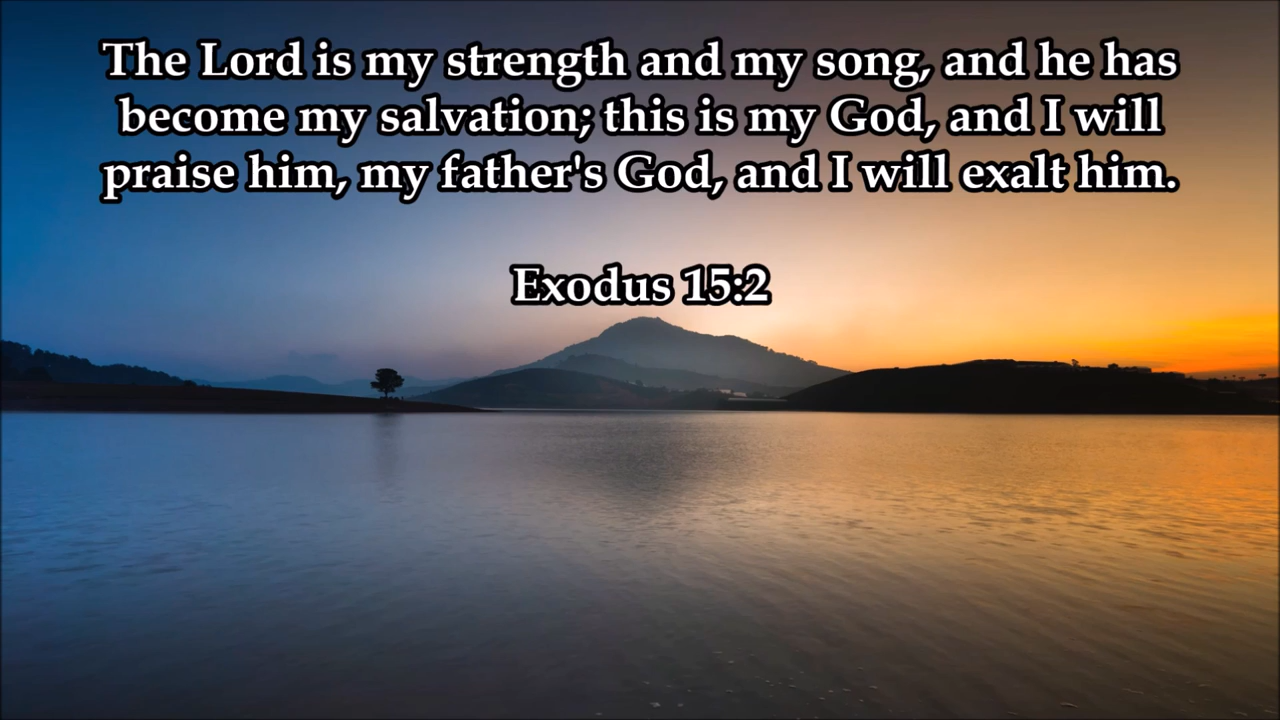 The Lord is my strength and my song, and he has
become my salvation; this is my God, and I will
praise him, my father's God, and I will exalt him.
Exodus 15:2